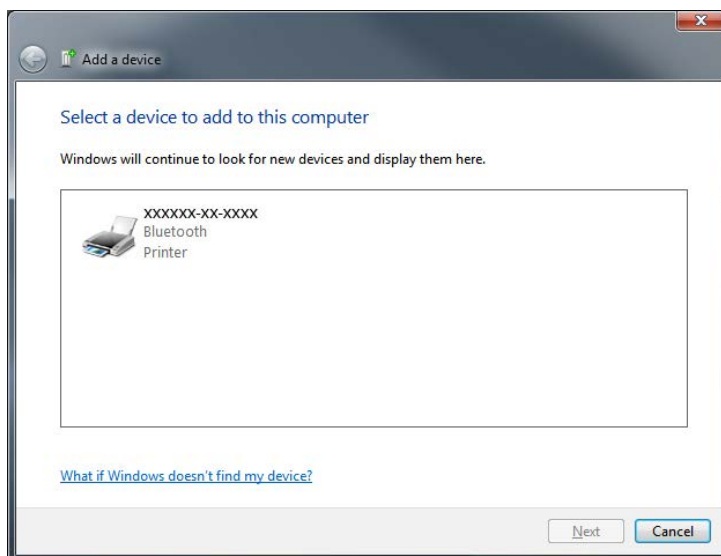 Add a device
Select a device to add to this computer
Windows will continue to look for new devices and display them here.
XXXXXX-XX-XXXX
Bluetooth
Printer
What if Windows doesn't find my device?
Next
Cancel